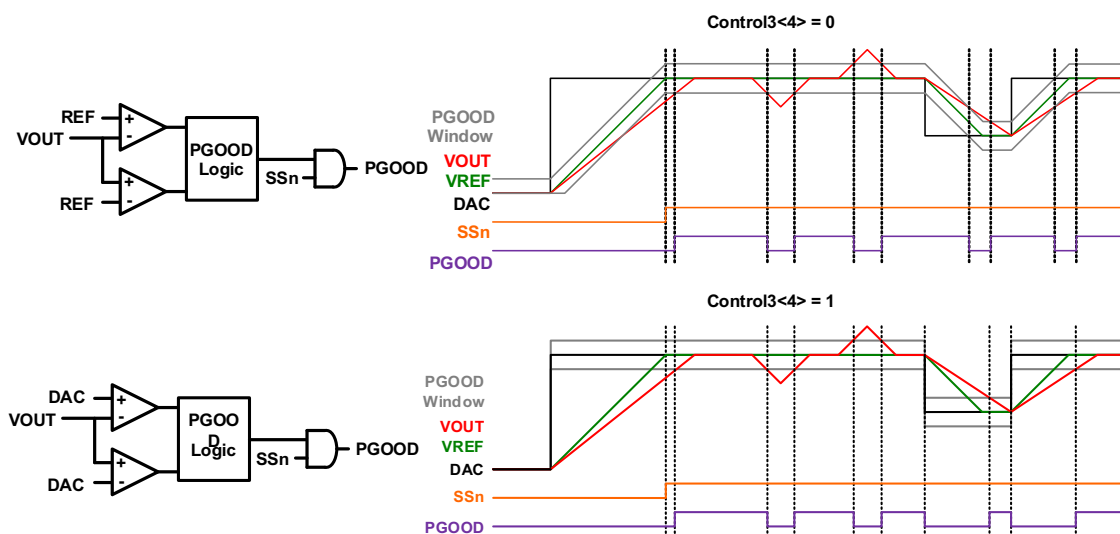 Control3<4> = 0
REF
VOUT
REF
+
-
+
-
PGOOD
Logic
SSn
PGOOD
PGOOD
Window
VOUT
VREF
DAC
SSn
PGOOD
Control3<4> = 1
DAC
VOUT
DAC
+
-
+
-
PGOO
D
Logic
SSn
PGOOD
PGOOD
Window
VOUT
VREF
DAC
SSn
PGOOD